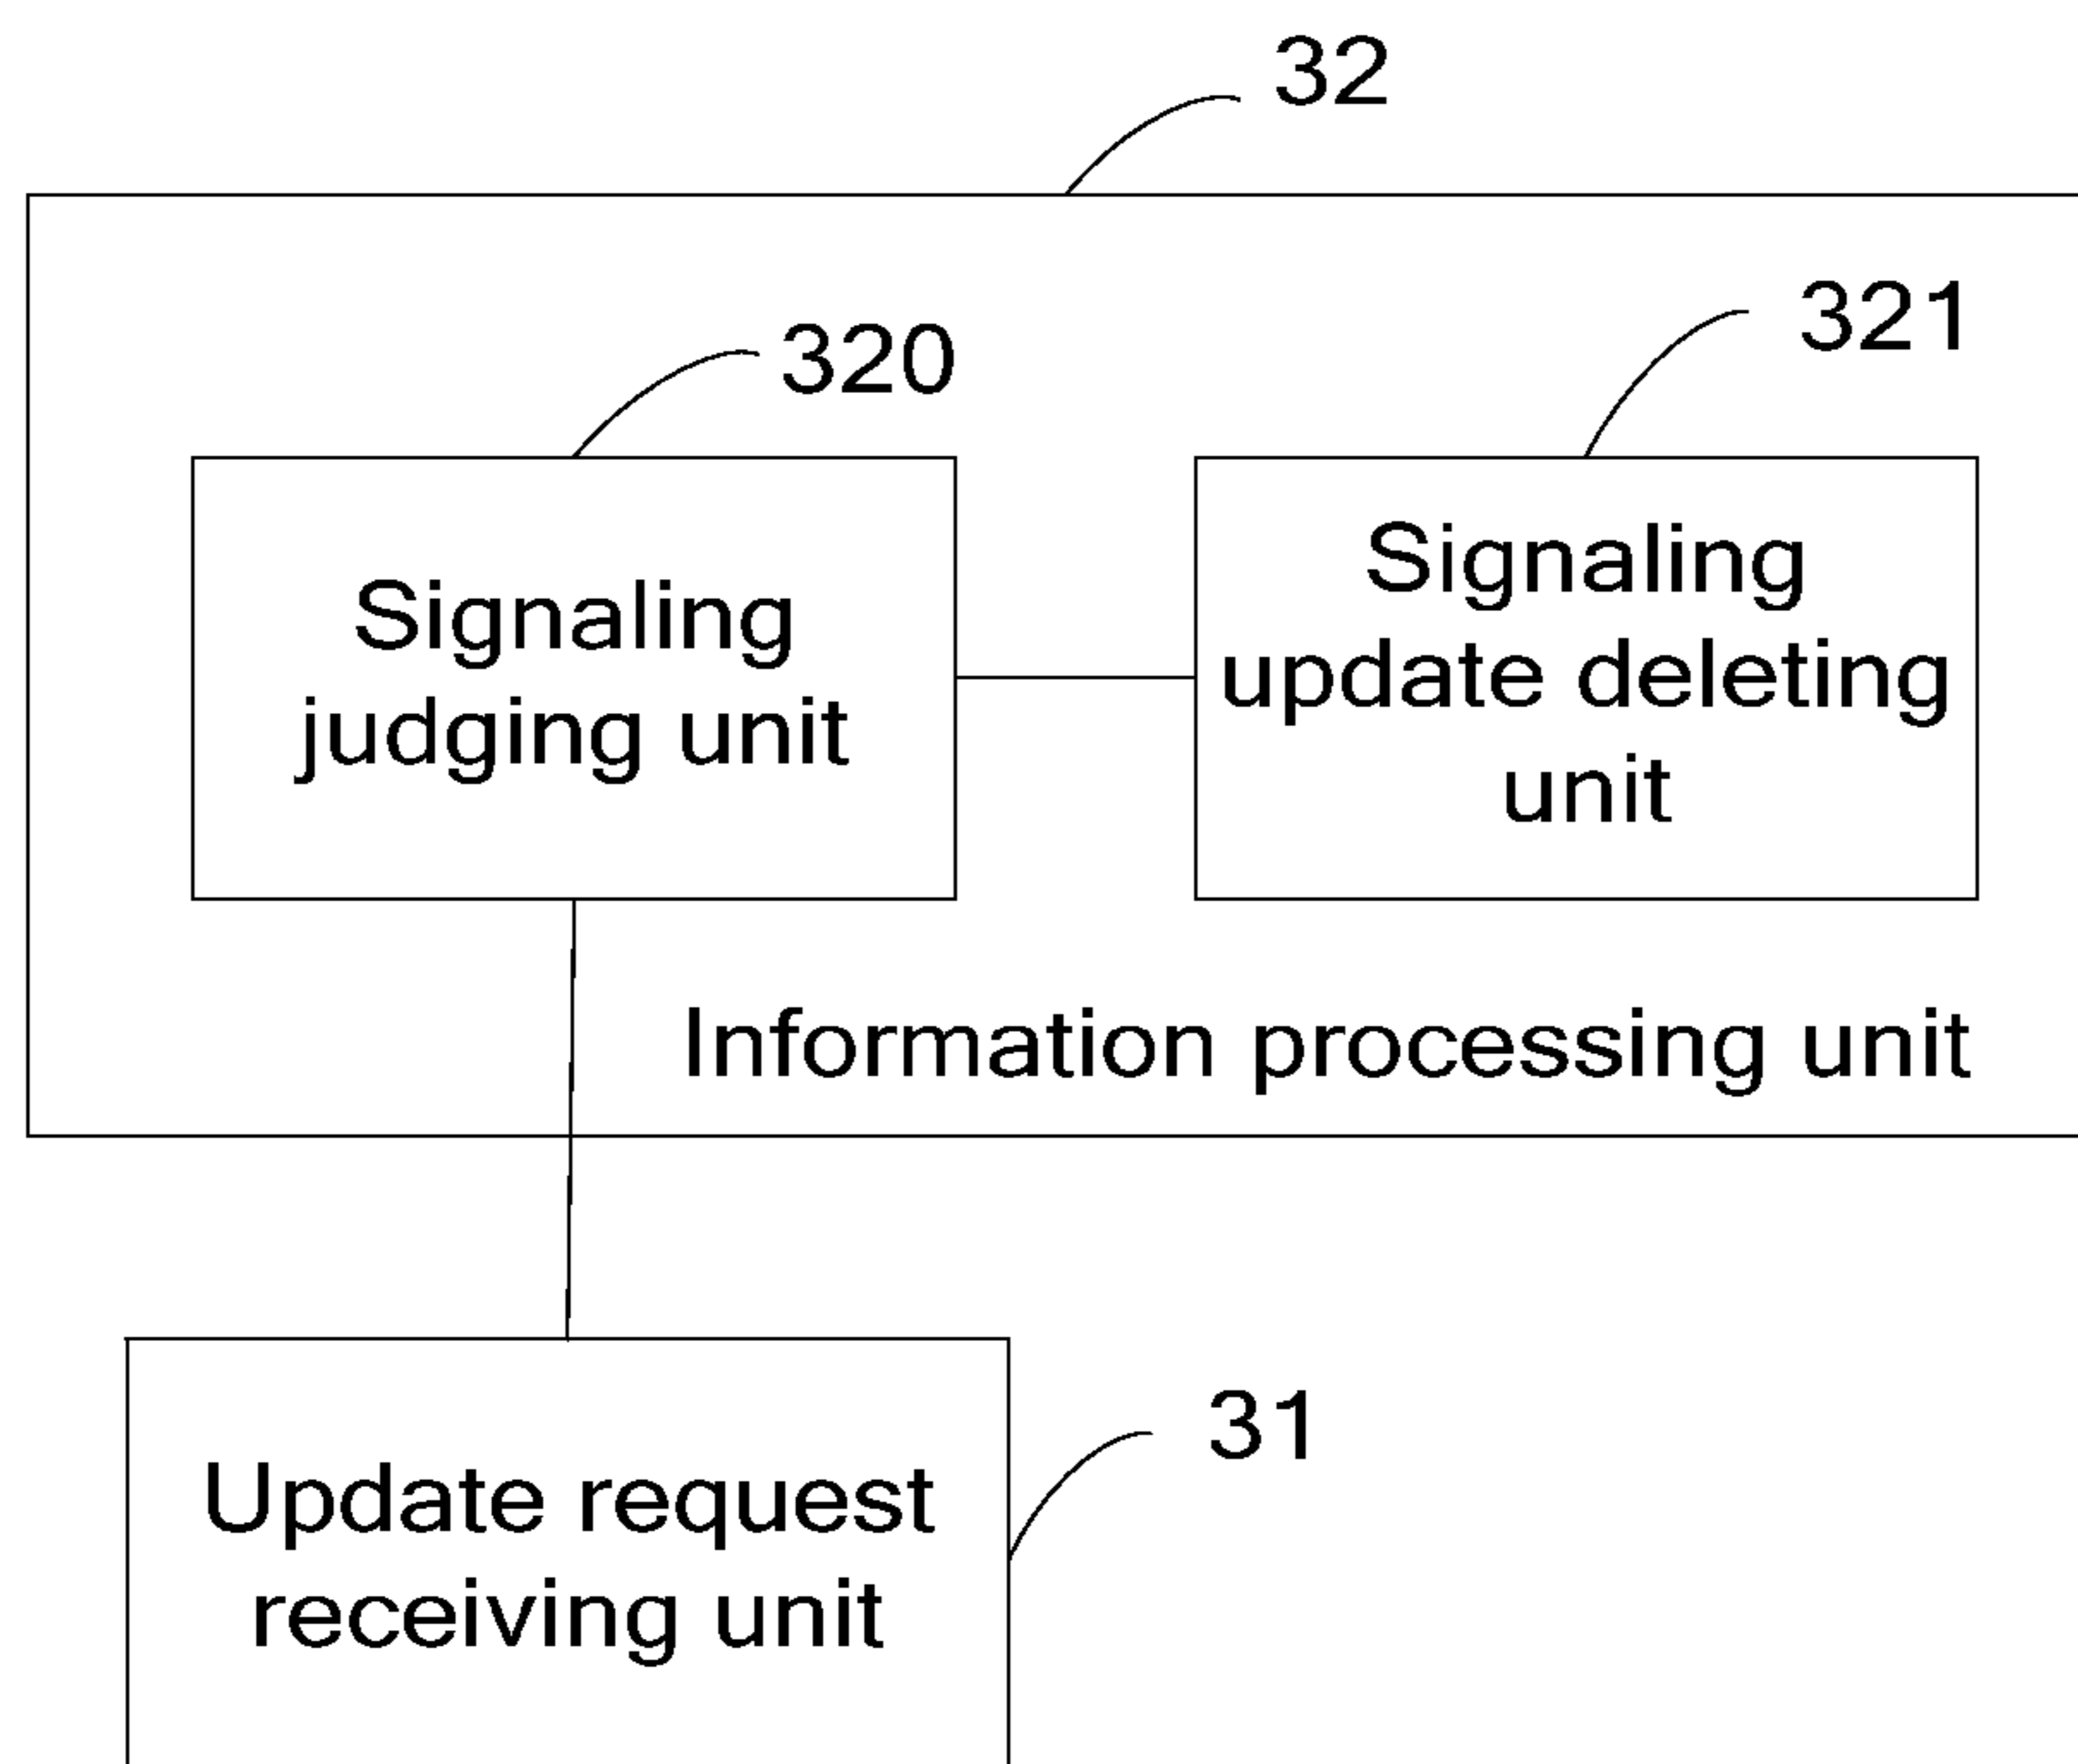 32
320
321
Signaling
judging unit
Signaling
update deleting
unit
Information processing unit
31
Update request
receiving unit